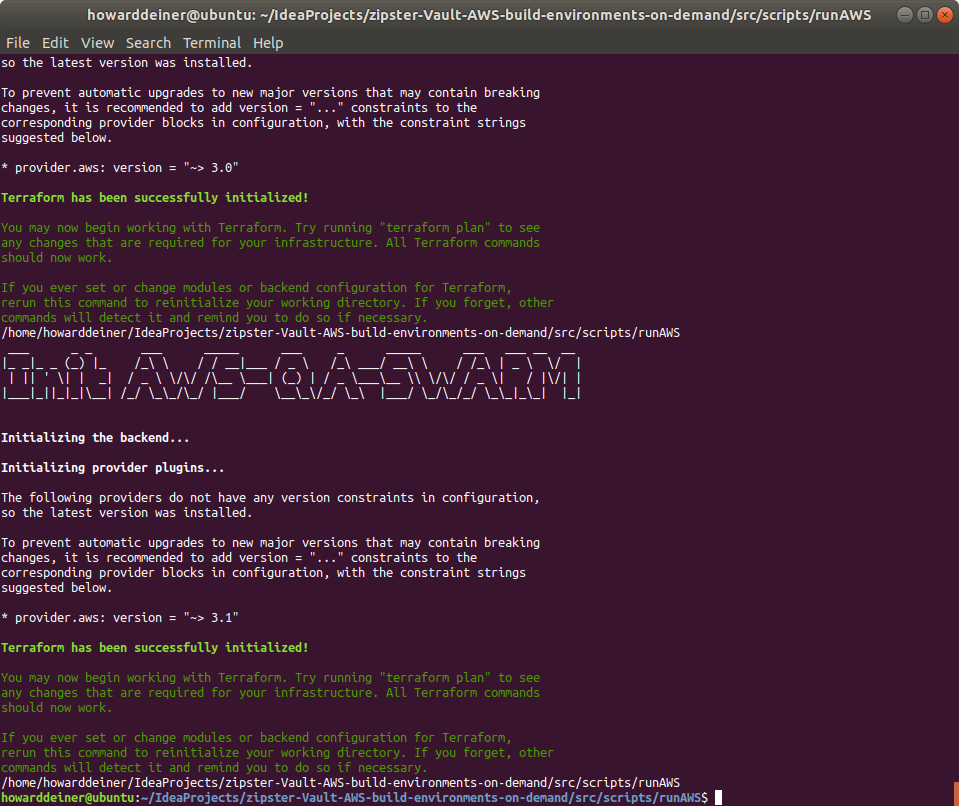 howarddeiner@ubuntu: ~/IdeaProjects/zipster-Vault-AWS-build-environments-on-demand/src/scripts/runAWS
File Edit View Search Terminal Help
so the latest version was installed.
To prevent automatic upgrades to new major versions that may contain breaking
changes, it is recommended to add version = "..." constraints to the
corresponding provider blocks in configuration, with the constraint strings
suggested below.
* provider.aws: version = "~> 3.0"
Terraform has been successfully initialized!
You may now begin working with Terraform. Try running "terraform plan" to see
any changes that are required for your infrastructure. All Terraform commands
should now work.
If you ever set or change modules or backend configuration for Terraform,
rerun this command to reinitialize your working directory. If you forget, other
commands will detect it and remind you to do so if necessary.
/home/howarddeiner/IdeaProjects/zipster-Vault-AWS-build-environments-on-demand/src/scripts/runAWS
Init AWS-QA-SWARM
Initializing the backend...
Initializing provider plugins...
The following providers do not have any version constraints in configuration,
so the latest version was installed.
To prevent automatic upgrades to new major versions that may contain breaking
changes, it is recommended to add version = "..." constraints to the
corresponding provider blocks in configuration, with the constraint strings
suggested below.
* provider.aws: version = "~> 3.1"
Terraform has been successfully initialized!
You may now begin working with Terraform. Try running "terraform plan" to see
any changes that are required for your infrastructure. All Terraform commands
should now work.
If you ever set or change modules or backend configuration for Terraform,
rerun this command to reinitialize your working directory. If you forget, other
commands will detect it and remind you to do so if necessary.
/home/howarddeiner/IdeaProjects/zipster-Vault-AWS-build-environments-on-demand/src/scripts/runAWS
howarddeiner@ubuntu:~/IdeaProjects/zipster-Vault-AWS-build-environments-on-demand/src/scripts/runAWS$